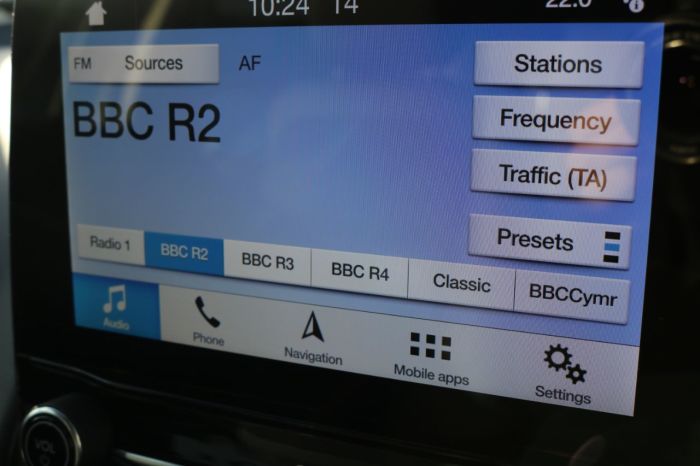 10:24 14 22.0
FM Sources AF Stations
BBC R2
Frequency
Traffic (TA)
Presets
Radio 1 BBC R2 BBC R3 BBC R4 Classic BBCCymr
Audio Phone Navigation Mobile apps Settings
VOL